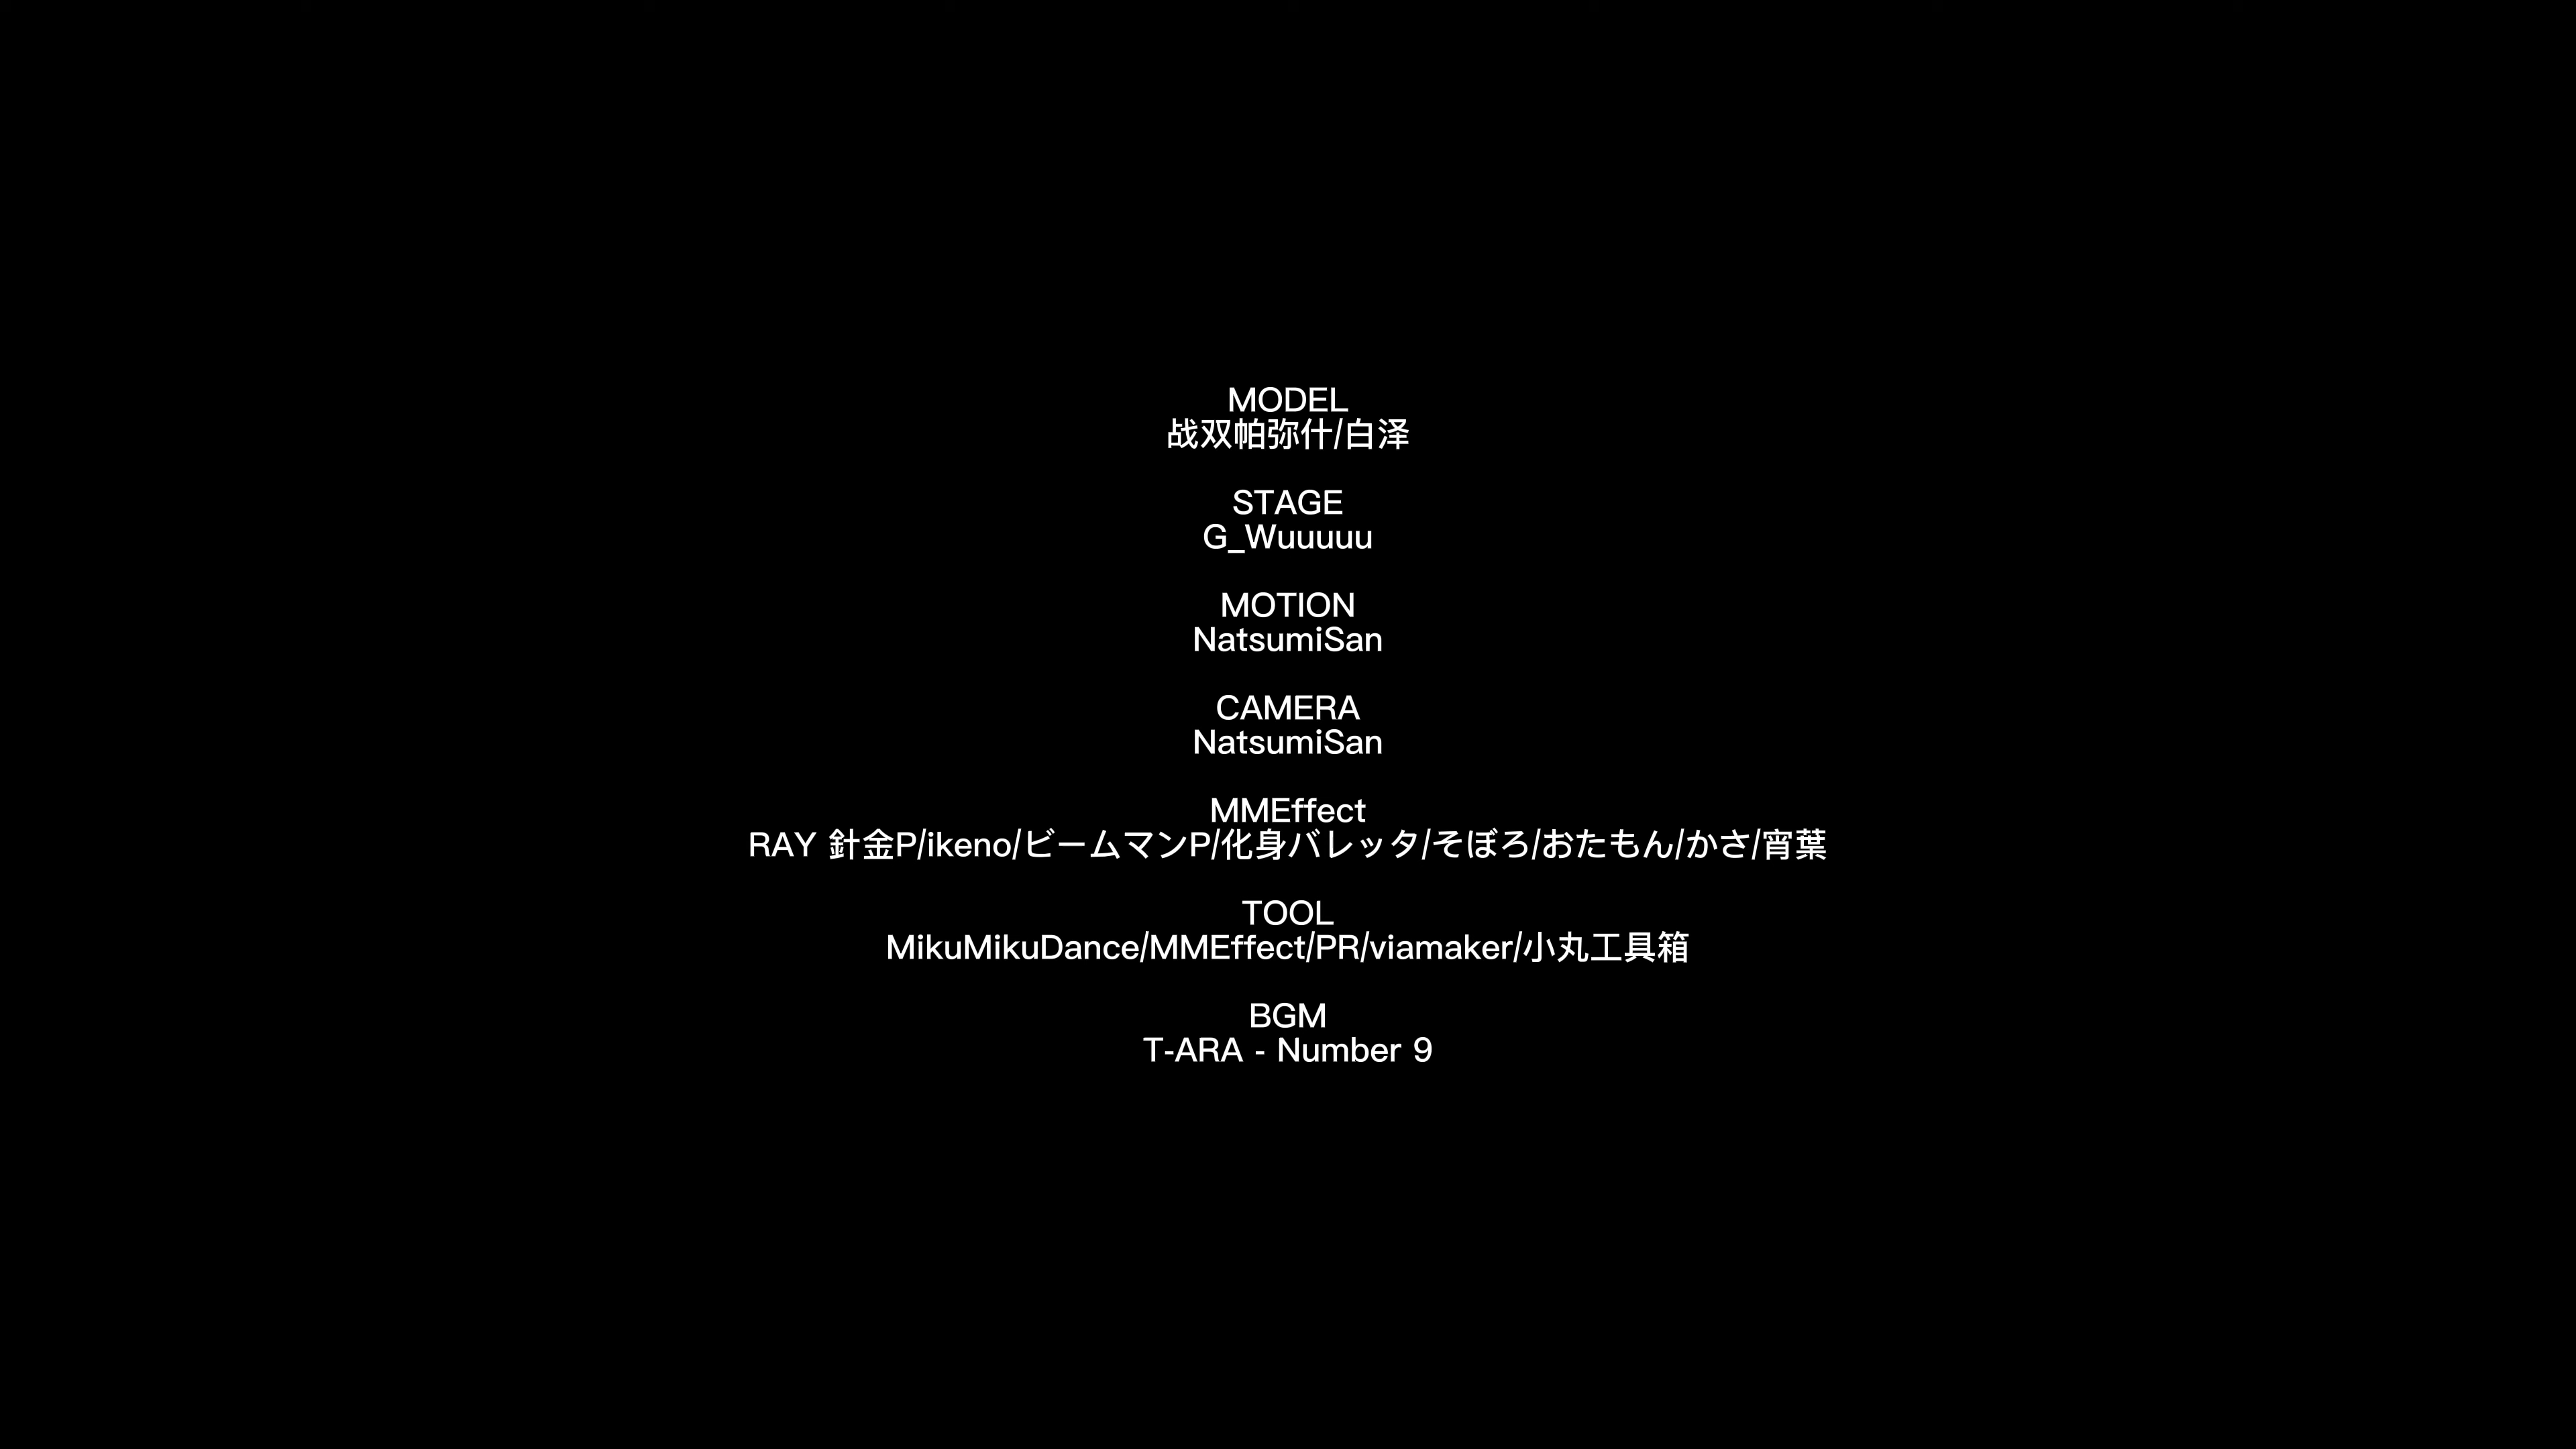 MODEL
战双帕弥什/白泽
STAGE
G_Wuuuuu
MOTION
NatsumiSan
CAMERA
NatsumiSan
MMEffect
RAY 針金P/ikeno/ビームマンP/化身バレッタ/そぼろ/おたもん/かさ/宵葉
TOOL
MikuMikuDance/MMEffect/PR/viamaker/小丸工具箱
BGM
T-ARA - Number 9